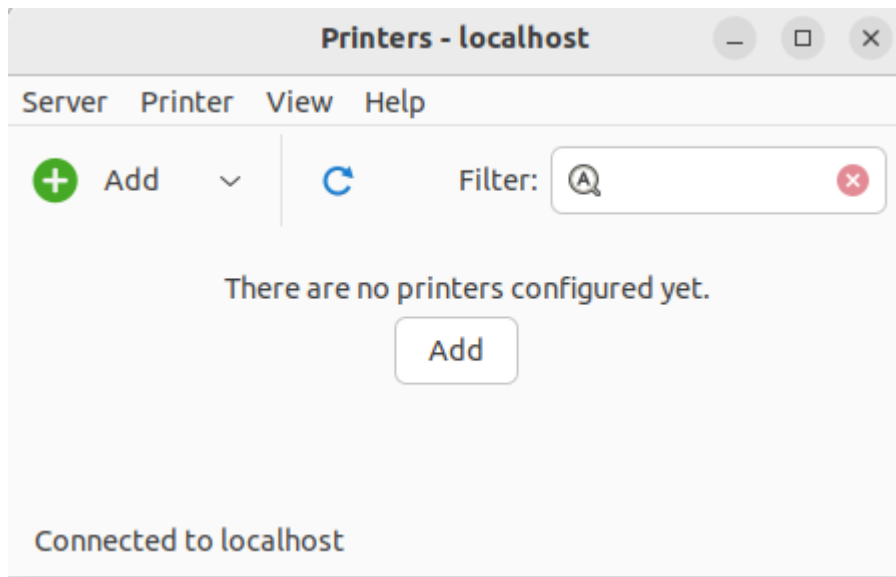 Printers - localhost
Server Printer View Help
Add Filter:
There are no printers configured yet.
Add
Connected to localhost